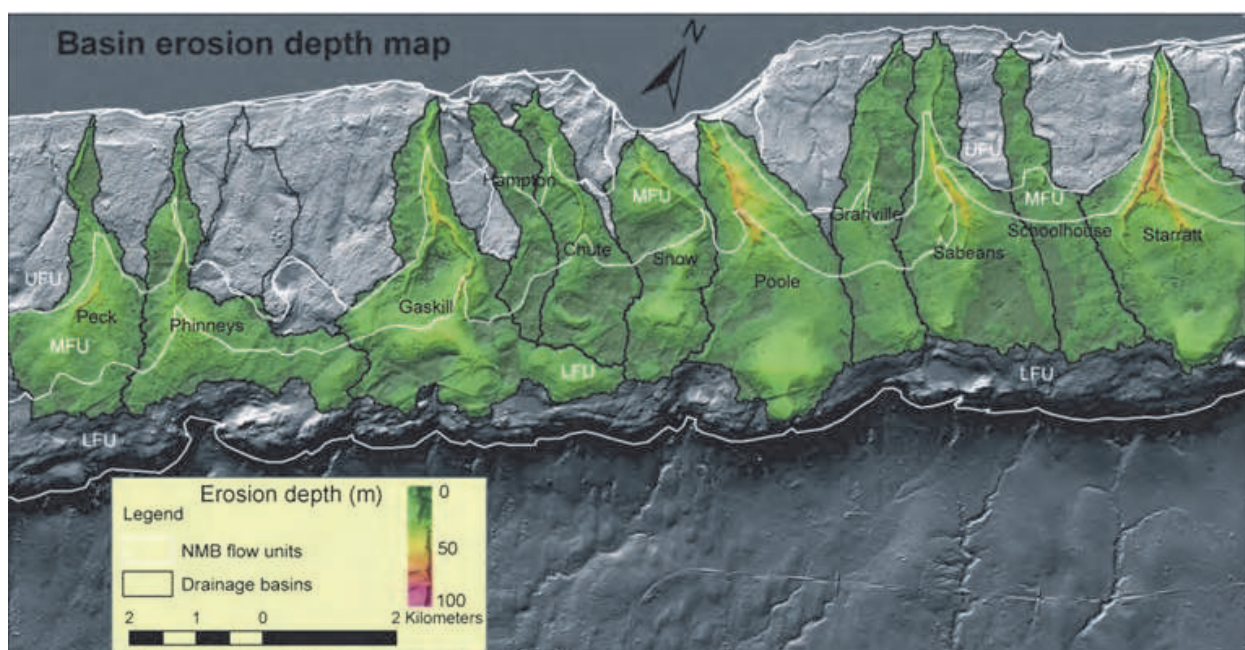 Basin erosion depth map
N
UFU
Hampton
MFU
Granville
MFU
Schoolhouse
UFU
Chute
Snow
Sabeans
Starratt
Peck
Phinneys
Gaskill
Poole
MFU
LFU
LFU
LFU
Erosion depth (m)
Legend
NMB flow units
Drainage basins
0
50
100
2 1 0 2 Kilometers